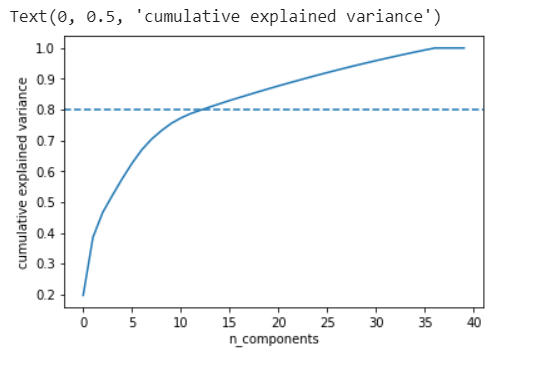 Text(0, 0.5, 'cumulative explained variance')
1.0
0.9
0.8
0.7
0.6
0.5
0.4
0.3
0.2
cumulative explained variance
0 5 10 15 20 25 30 35 40
n_components